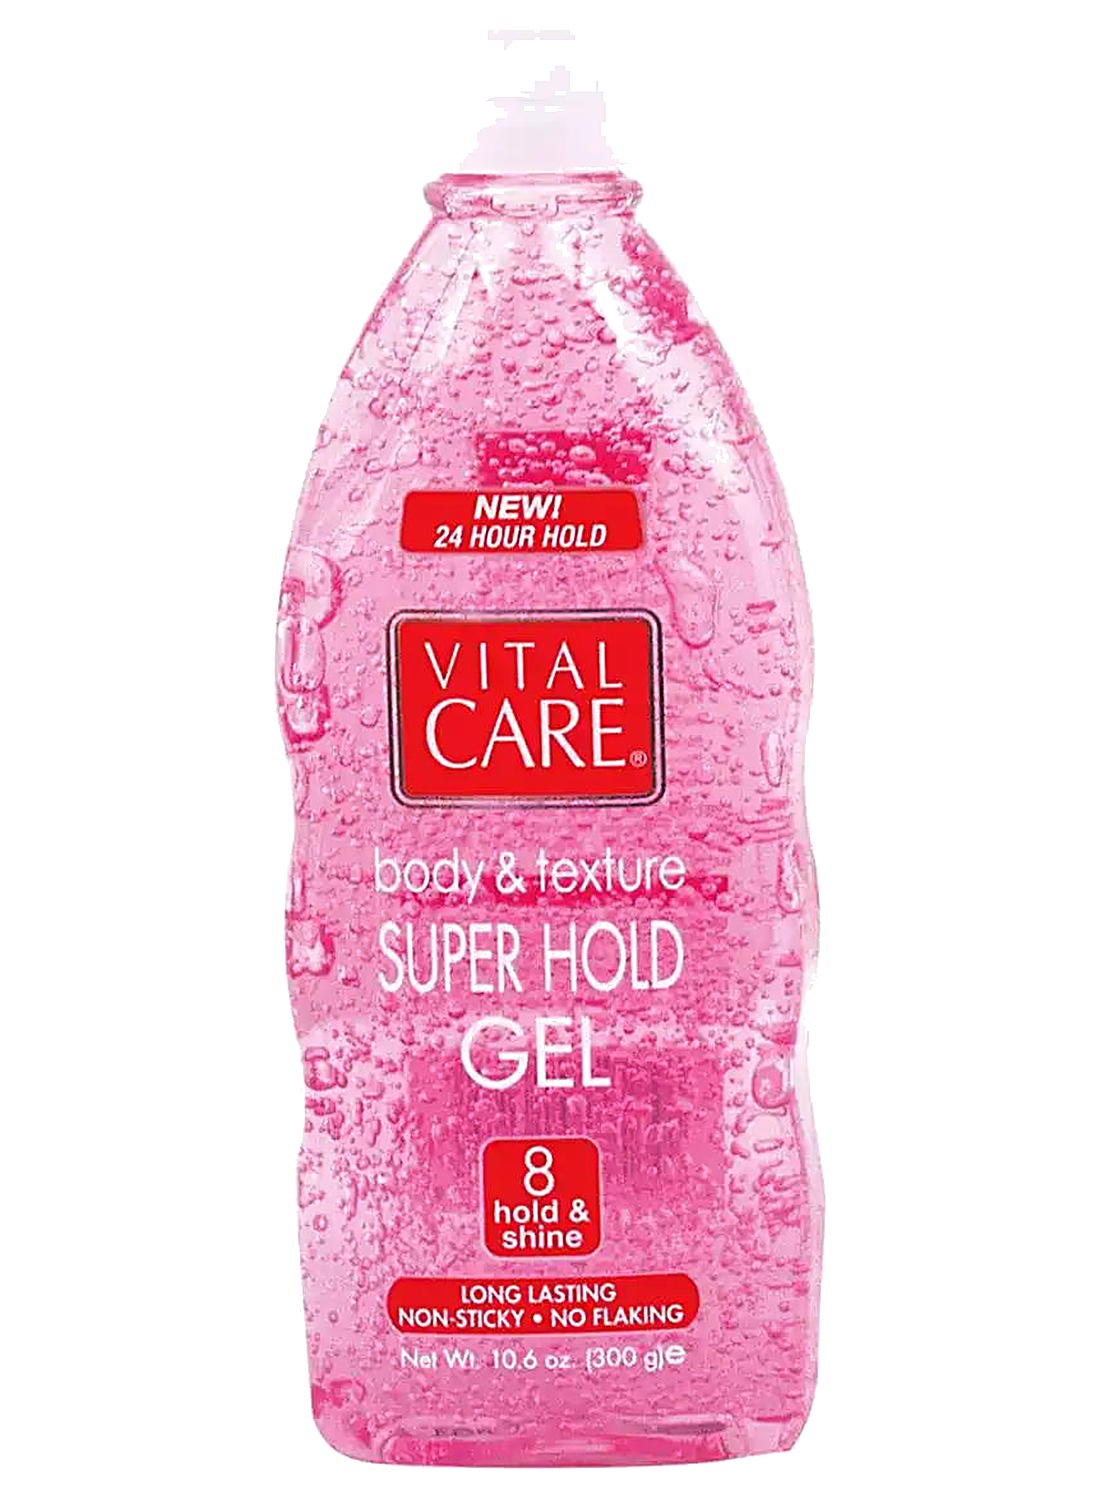 NEW!
24 HOUR HOLD
VITAL
CARE®
body & texture
SUPER HOLD
GEL
8
hold &
shine
LONG LASTING
NON-STICKY • NO FLAKING
Net Wt. 10.6 oz. (300 g)e